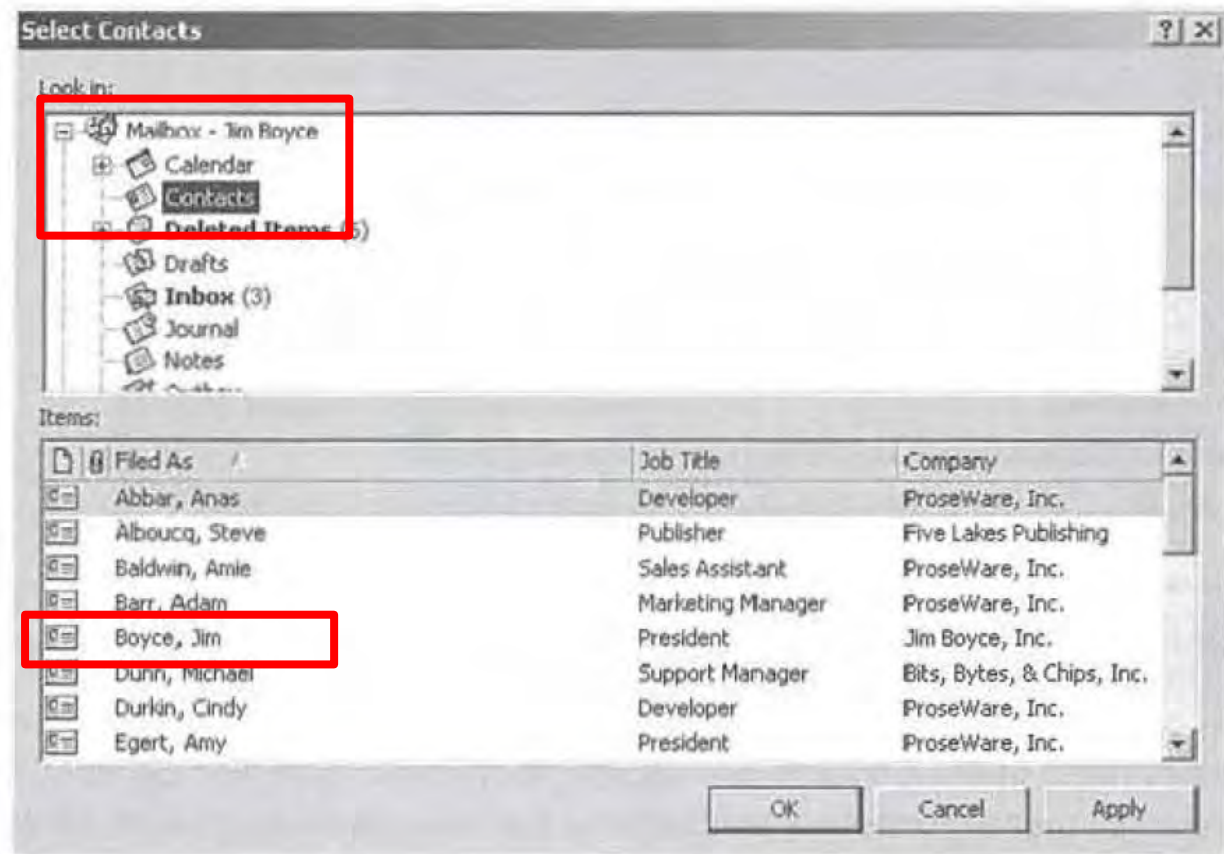 Select Contacts
Look in:
Mailbox - Jim Boyce
Calendar
Contacts
Deleted Items (6)
Drafts
Inbox (3)
Journal
Notes
Items:
Filed As Job Title Company
Abbar, Anas Developer ProseWare, Inc.
Alboucq, Steve Publisher Five Lakes Publishing
Baldwin, Amie Sales Assistant ProseWare, Inc.
Barr, Adam Marketing Manager ProseWare, Inc.
Boyce, Jim President Jim Boyce, Inc.
Dunn, Michael Support Manager Bits, Bytes, & Chips, Inc.
Durkin, Cindy Developer ProseWare, Inc.
Egert, Amy President ProseWare, Inc.
OK Cancel Apply